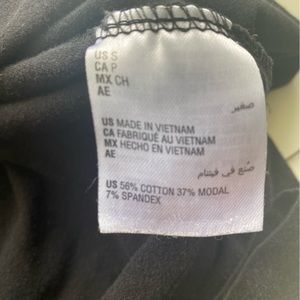 US S
CA P
MX CH
AE
صغير
US MADE IN VIETNAM
CA FABRIQUÉ AU VIETNAM
MX HECHO EN VIETNAM
AE
صُنع في فيتنام
US 56% COTTON 37% MODAL
7% SPANDEX